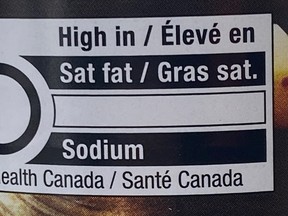 High in / Élevé en
Sat fat / Gras sat.
Sodium
ealth Canada / Santé Canada